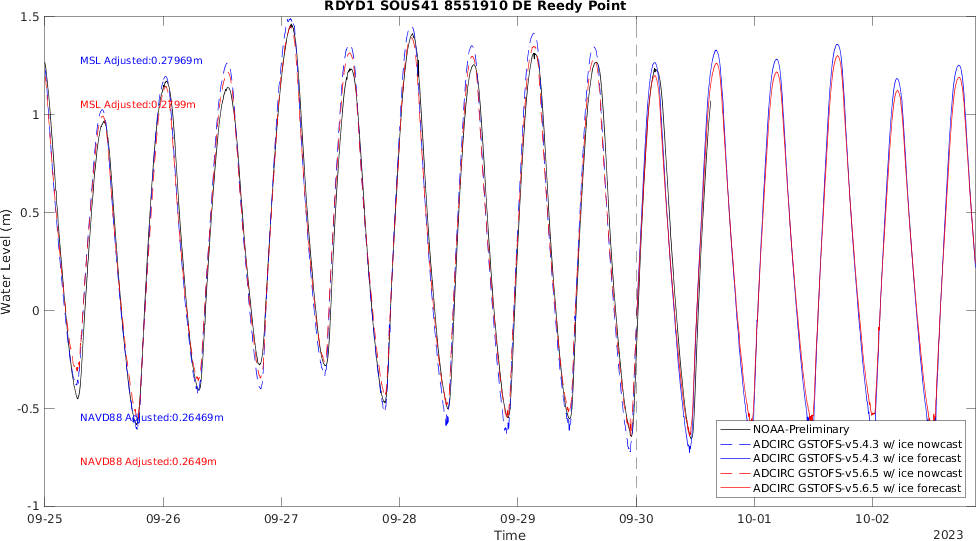 RDYD1 SOUS41 8551910 DE Reedy Point
1.5
1
0.5
0
-0.5
-1
Water Level (m)
MSL Adjusted:0.27969m
MSL Adjusted:0.2799m
NAVD88 Adjusted:0.26469m
NAVD88 Adjusted:0.2649m
NOAA-Preliminary
ADCIRC GSTOFS-v5.4.3 w/ ice nowcast
ADCIRC GSTOFS-v5.4.3 w/ ice forecast
ADCIRC GSTOFS-v5.6.5 w/ ice nowcast
ADCIRC GSTOFS-v5.6.5 w/ ice forecast
09-25 09-26 09-27 09-28 09-29 09-30 10-01 10-02
Time
2023